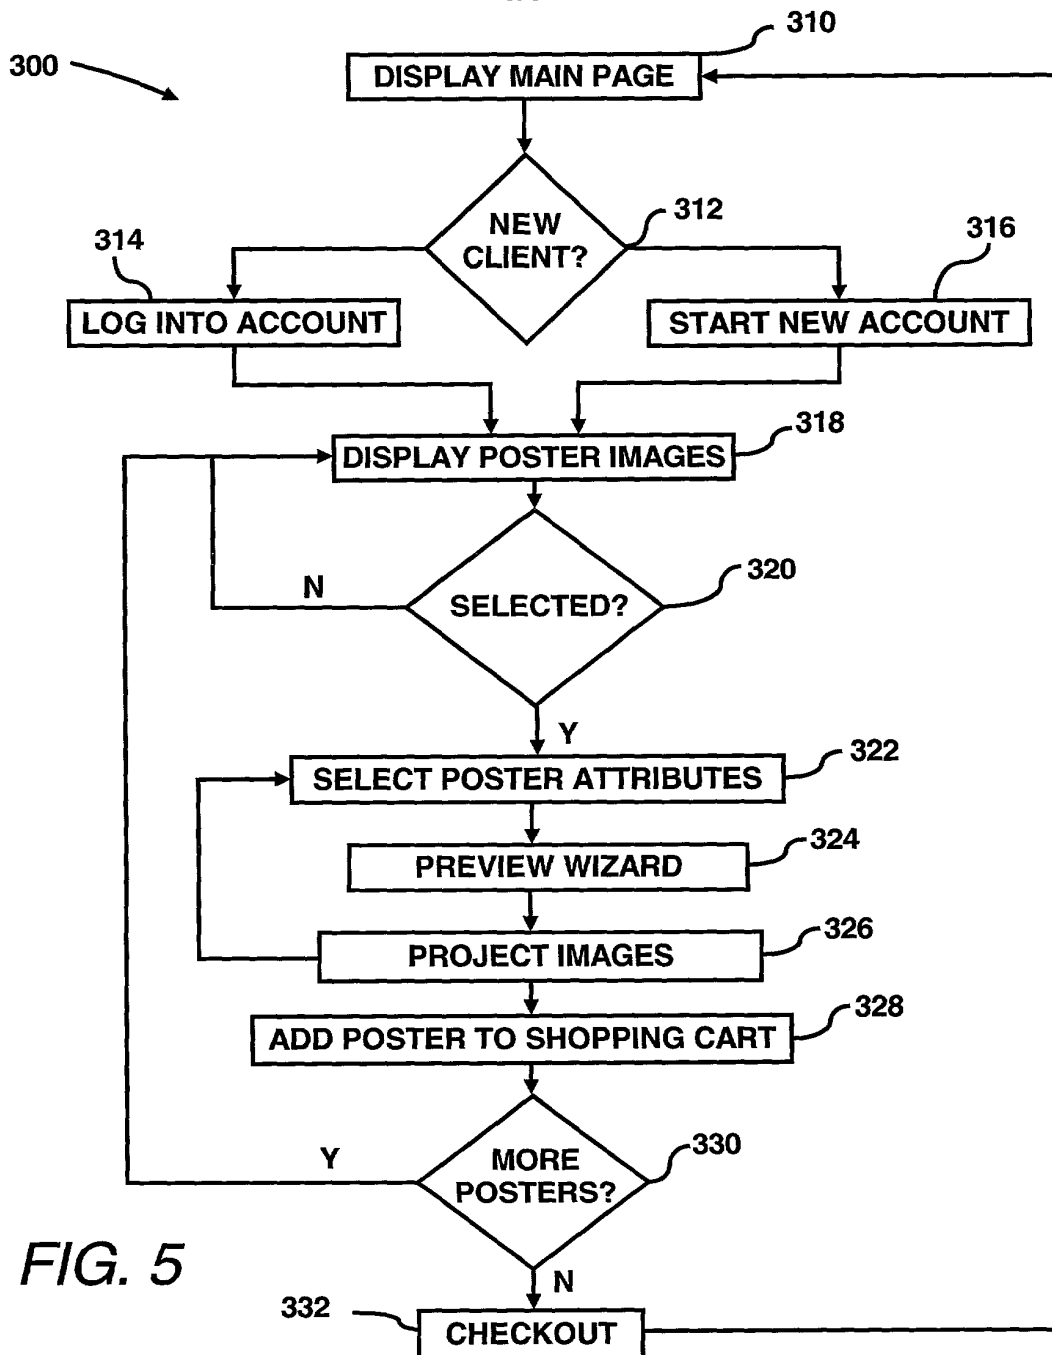 310
300
DISPLAY MAIN PAGE
NEW
CLIENT?
312
314
316
LOG INTO ACCOUNT
START NEW ACCOUNT
318
DISPLAY POSTER IMAGES
320
N
SELECTED?
Y
322
SELECT POSTER ATTRIBUTES
324
PREVIEW WIZARD
326
PROJECT IMAGES
328
ADD POSTER TO SHOPPING CART
330
Y
MORE
POSTERS?
FIG. 5
N
332
CHECKOUT